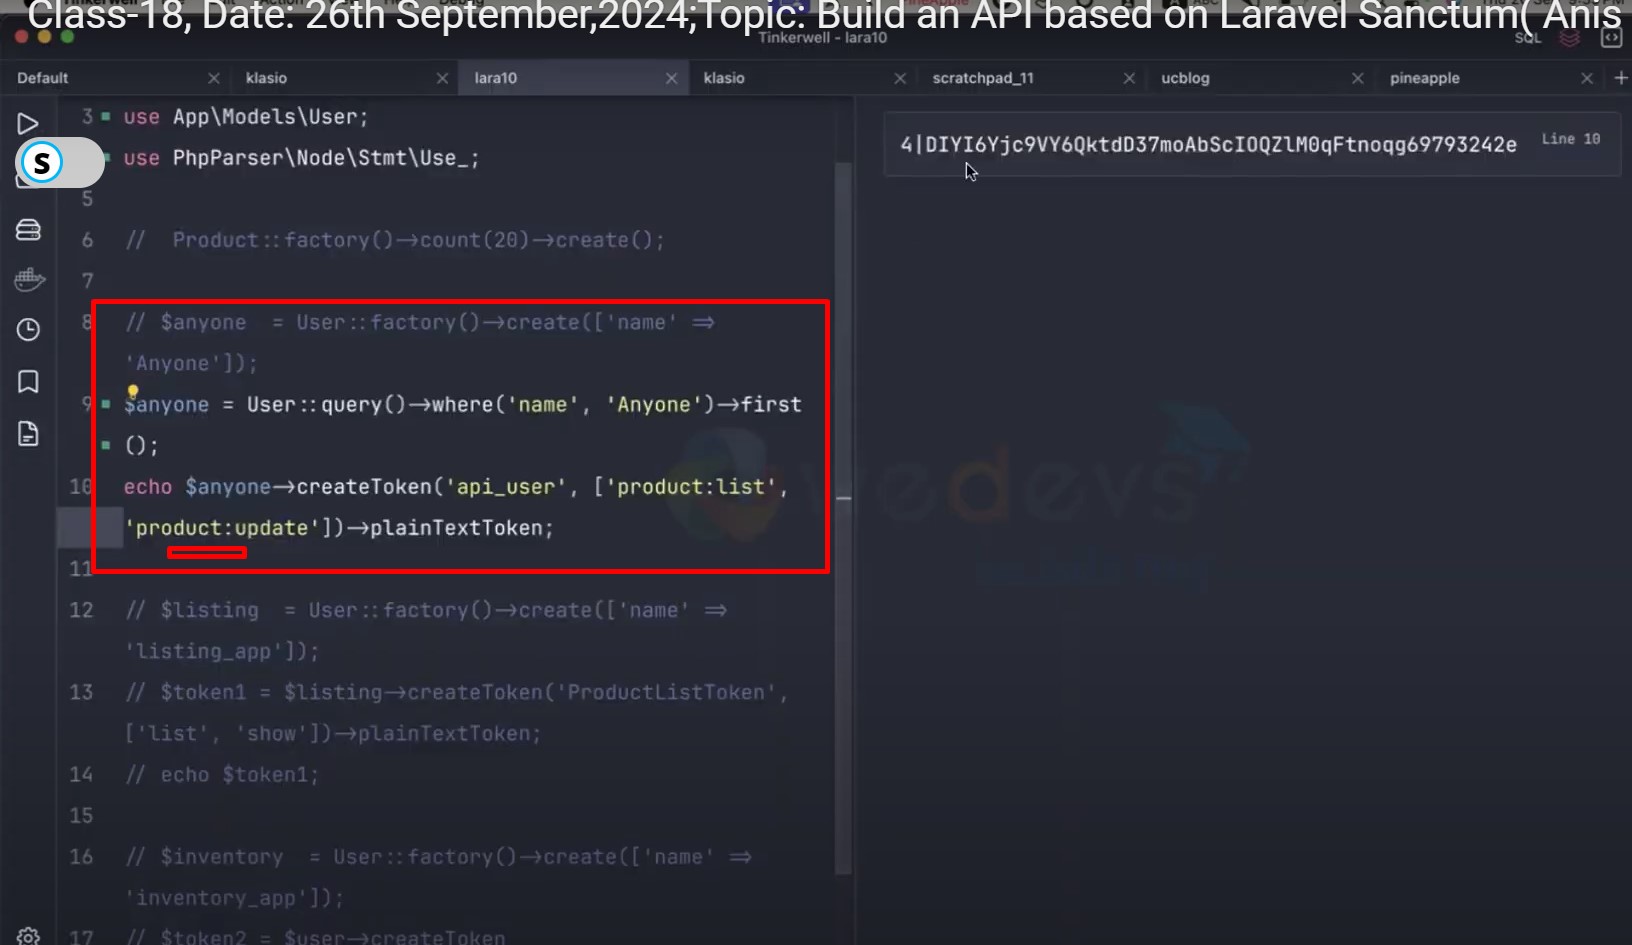 Class-18, Date: 26th September,2024;Topic: Build an API based on Laravel Sanctum( Anis
Tinkerwell - lara10
SQL
Default
klasio
lara10
klasio
scratchpad_11
ucblog
pineapple
3 use App\Models\User;
use PhpParser\Node\Stmt\Use_;
5
6 // Product::factory()->count(20)->create();
7
8 // $anyone = User::factory()->create(['name' =>
'Anyone']);
9 $anyone = User::query()->where('name', 'Anyone')->first
();
10 echo $anyone->createToken('api_user', ['product:list',
'product:update'])->plainTextToken;
11
12 // $listing = User::factory()->create(['name' =>
'listing_app']);
13 // $token1 = $listing->createToken('ProductListToken',
['list', 'show'])->plainTextToken;
14 // echo $token1;
15
16 // $inventory = User::factory()->create(['name' =>
'inventory_app']);
17 // $token2 = $user->createToken
4|DIYI6Yjc9VY6QktdD37moAbScIOQZlM0qFtnoqg69793242e
Line 10
S
wedevs